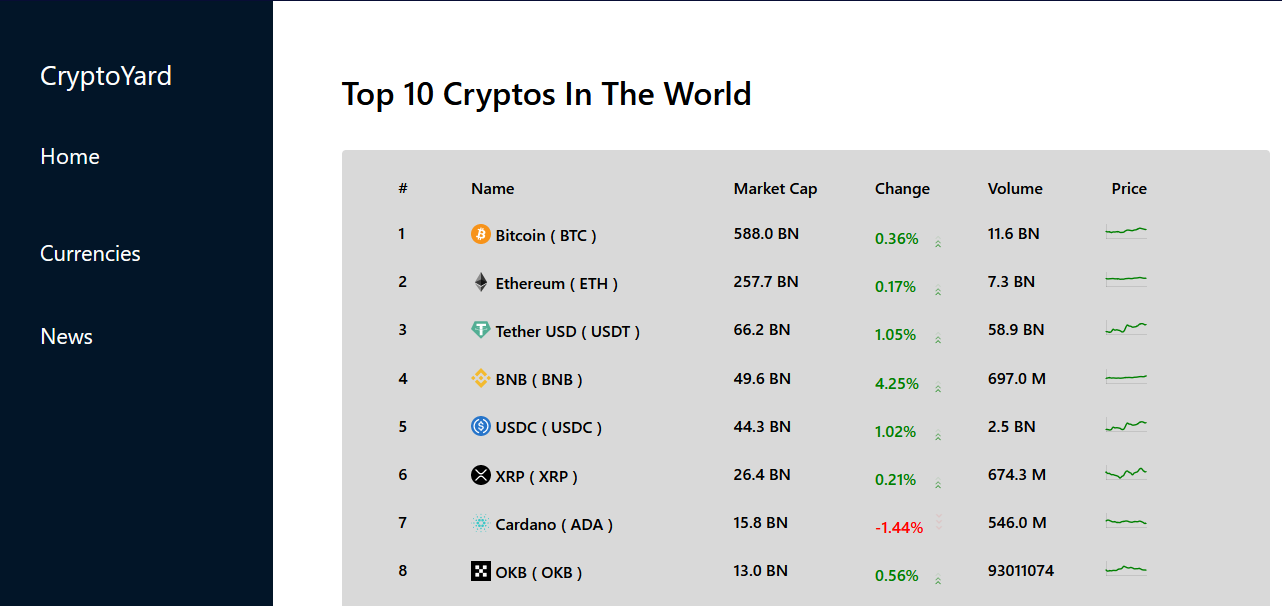 CryptoYard
Home
Currencies
News
Top 10 Cryptos In The World
# Name Market Cap Change Volume Price
1 Bitcoin ( BTC ) 588.0 BN 0.36% 11.6 BN
2 Ethereum ( ETH ) 257.7 BN 0.17% 7.3 BN
3 Tether USD ( USDT ) 66.2 BN 1.05% 58.9 BN
4 BNB ( BNB ) 49.6 BN 4.25% 697.0 M
5 USDC ( USDC ) 44.3 BN 1.02% 2.5 BN
6 XRP ( XRP ) 26.4 BN 0.21% 674.3 M
7 Cardano ( ADA ) 15.8 BN -1.44% 546.0 M
8 OKB ( OKB ) 13.0 BN 0.56% 93011074